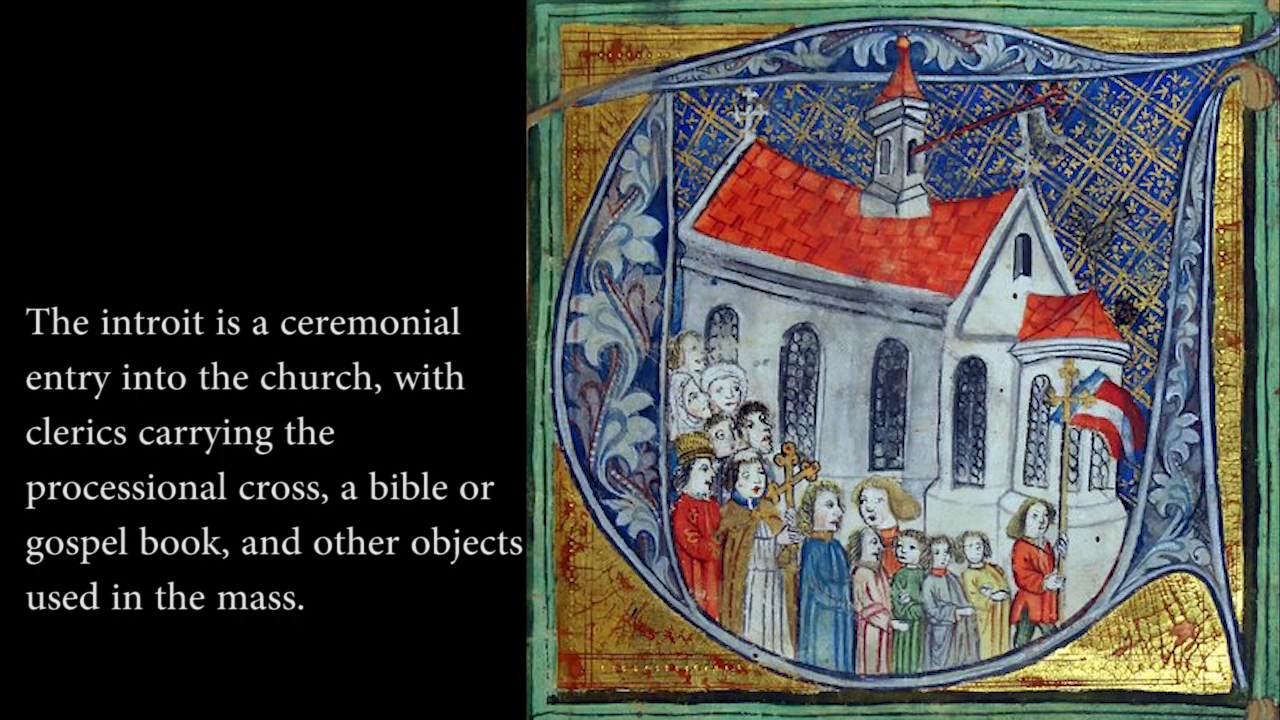 The introit is a ceremonial
entry into the church, with
clerics carrying the
processional cross, a bible or
gospel book, and other objects
used in the mass.